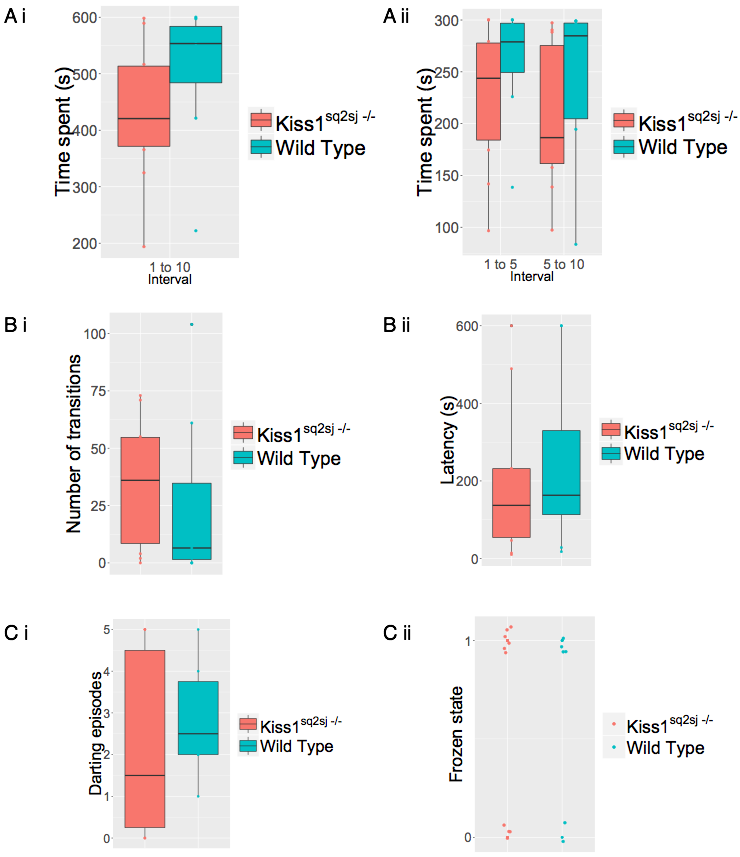 A i
Time spent (s)
600
500
400
300
200
1 to 10
Interval
Kiss1sq2sj -/-
Wild Type
A ii
Time spent (s)
300
250
200
150
100
1 to 5
5 to 10
Interval
Kiss1sq2sj -/-
Wild Type
B i
Number of transitions
100
75
50
25
0
Kiss1sq2sj -/-
Wild Type
B ii
Latency (s)
600
400
200
0
Kiss1sq2sj -/-
Wild Type
C i
Darting episodes
5
4
3
2
1
0
Kiss1sq2sj -/-
Wild Type
C ii
Frozen state
1
0
Kiss1sq2sj -/-
Wild Type